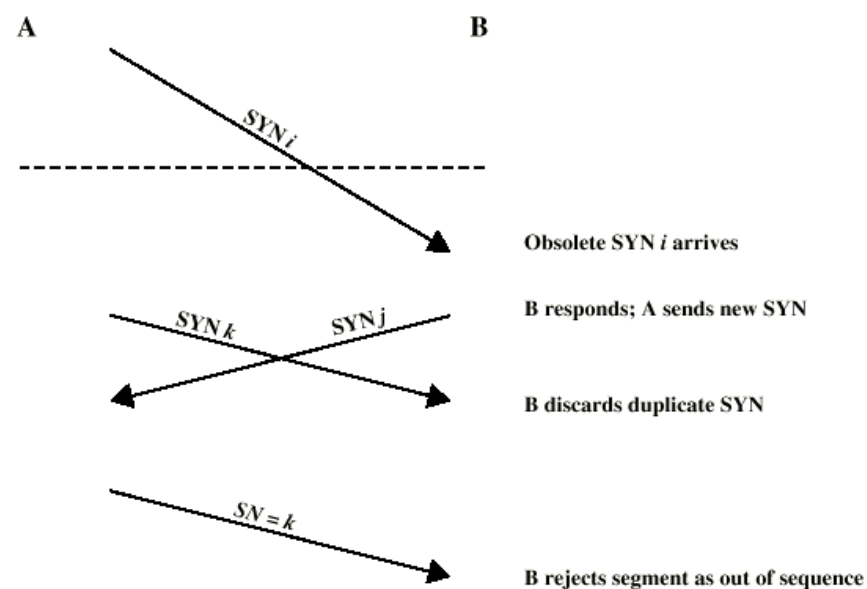 A B
SYN i
Obsolete SYN i arrives
SYN k SYN j B responds; A sends new SYN
B discards duplicate SYN
SN = k
B rejects segment as out of sequence